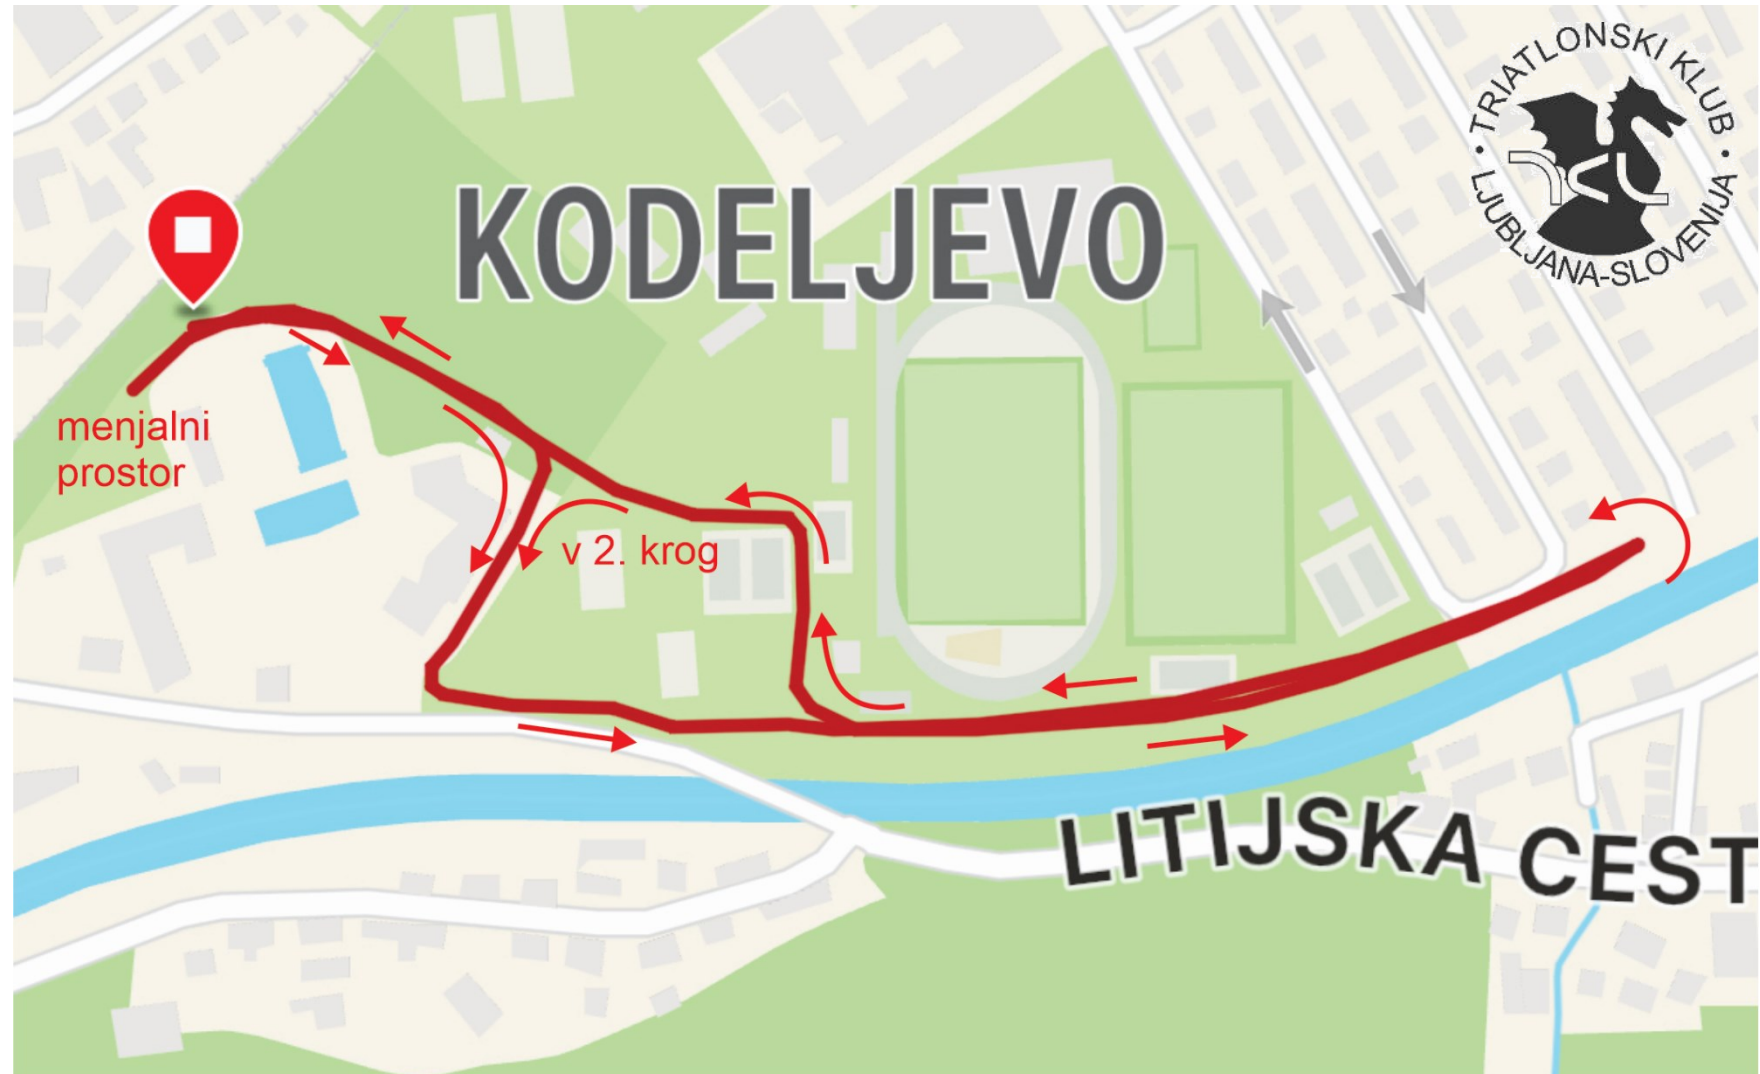 TRIATLONSKI KLUB
LJUBLJANA-SLOVENIJA
KODELJEVO
menjalni
prostor
v 2. krog
LITIJSKA CEST